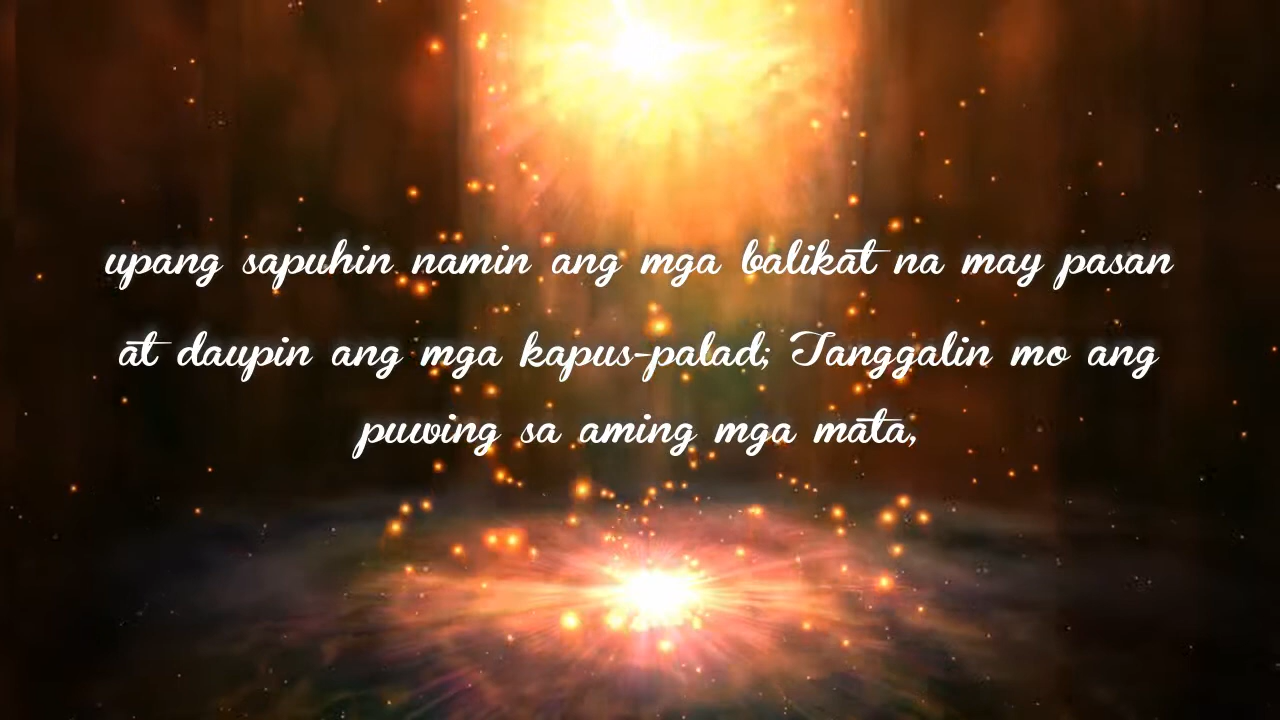 upang sapuhin namin ang mga balikat na may pasan
at daupin ang mga kapus-palad; Tanggalin mo ang
puwing sa aming mga mata,